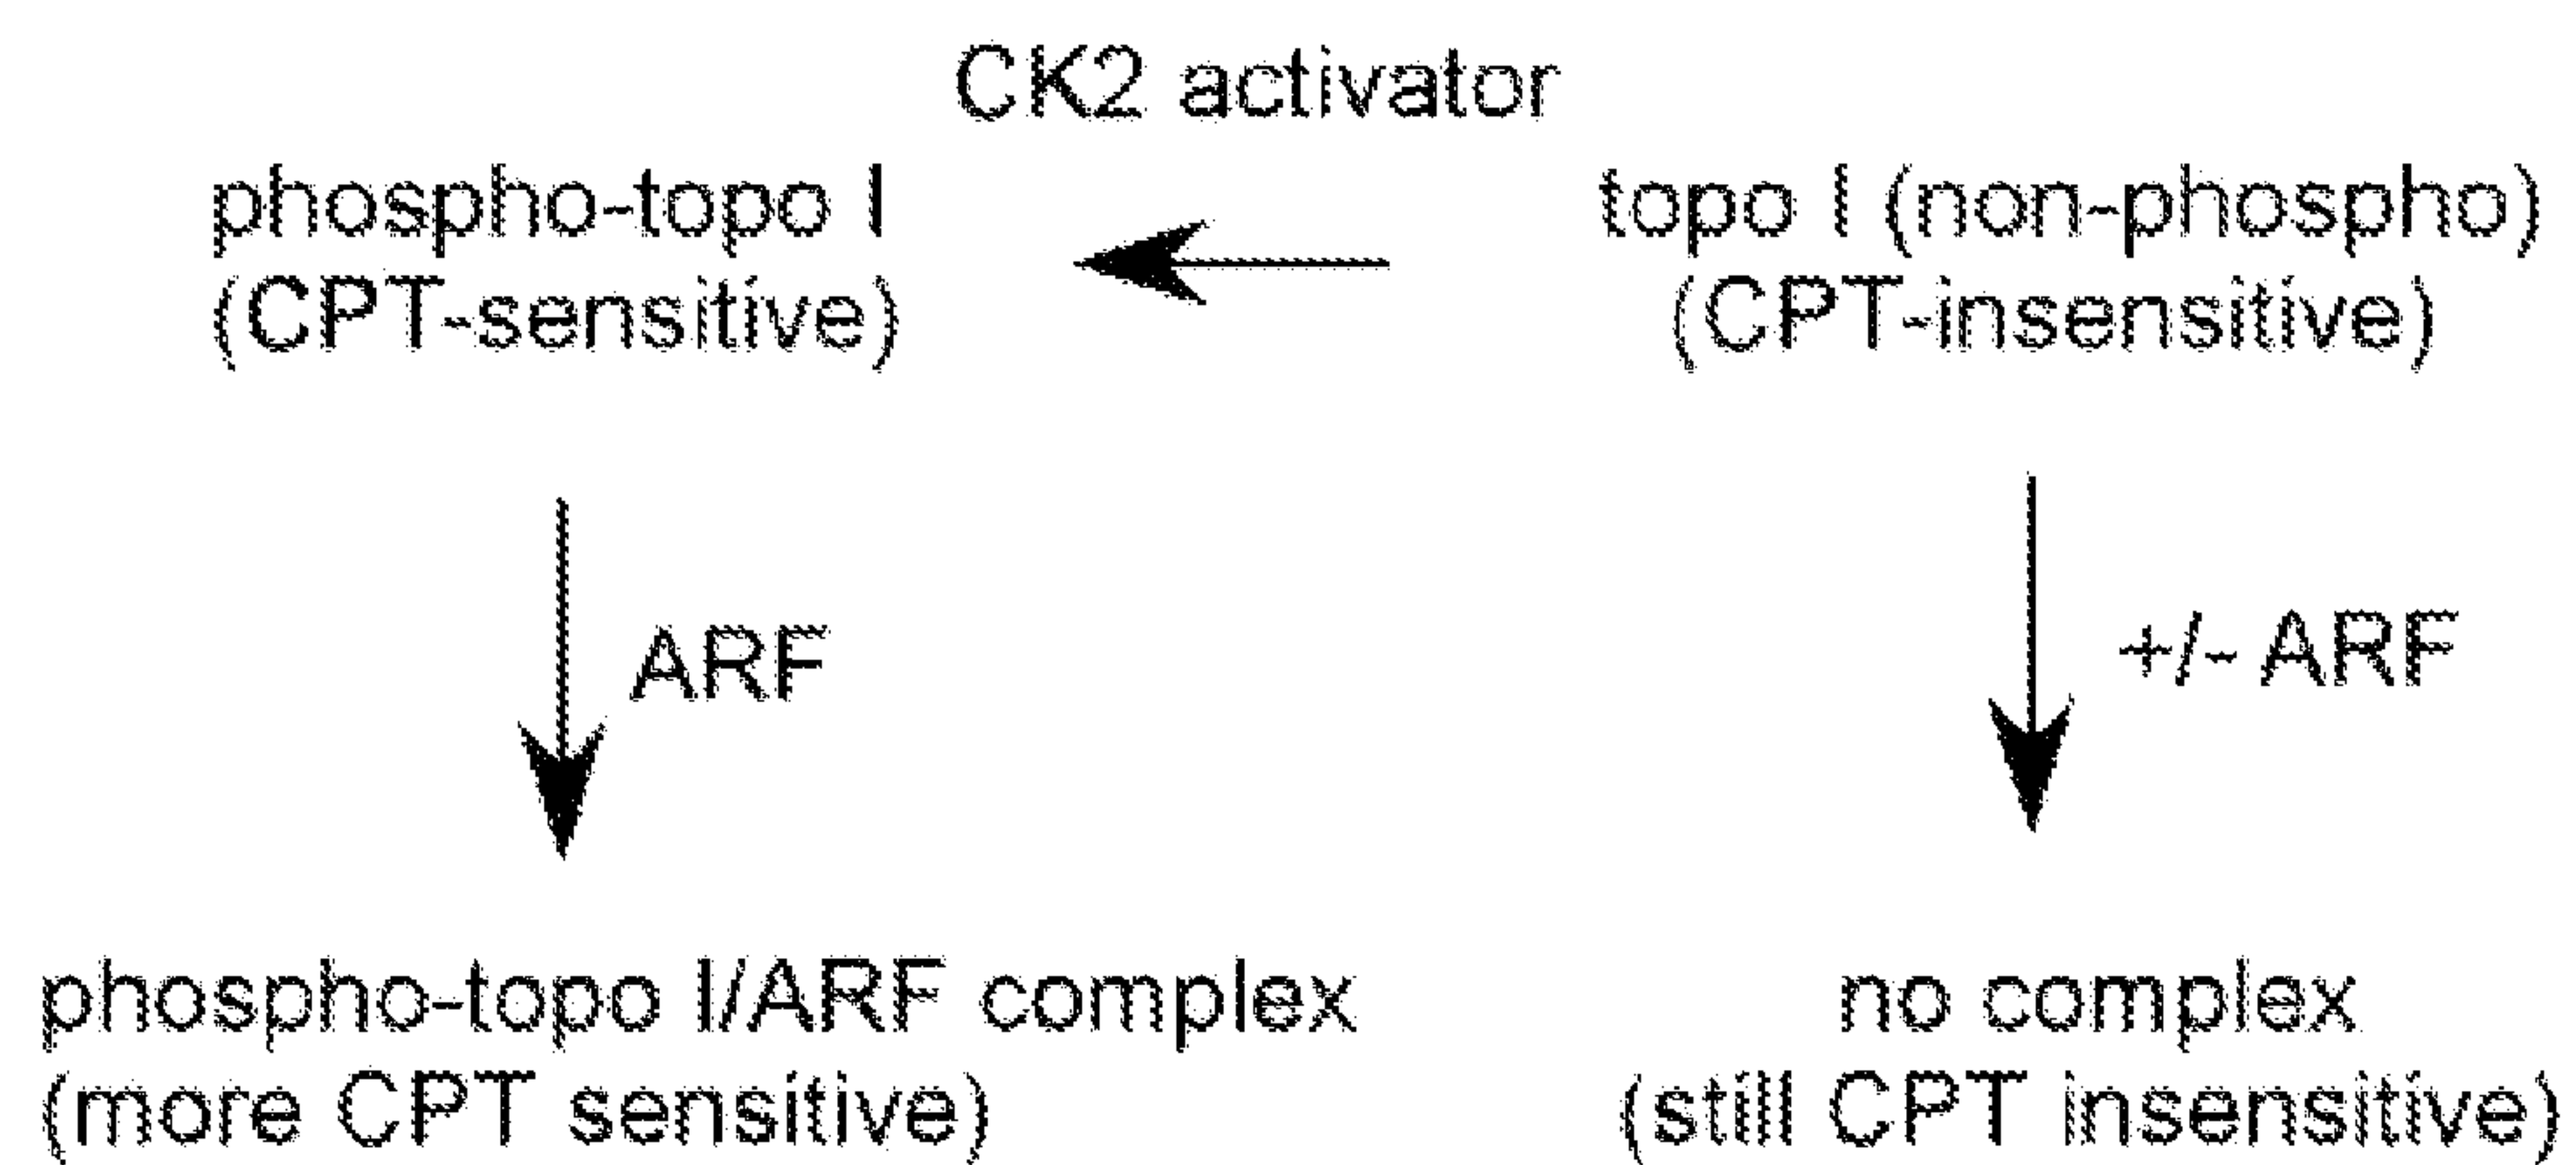 CK2 activator
phospho-topo I
(CPT-sensitive)
topo I (non-phospho)
(CPT-insensitive)
ARF
+/- ARF
phospho-topo I/ARF complex
(more CPT sensitive)
no complex
(still CPT insensitive)